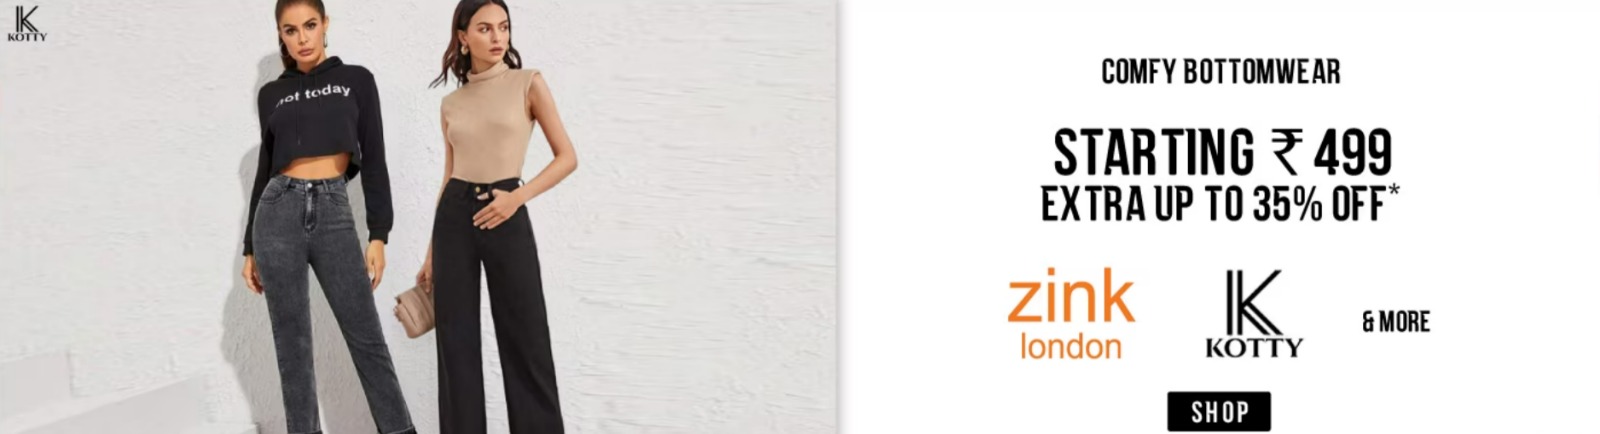 KOTTY
not today
COMFY BOTTOMWEAR
STARTING ₹ 499
EXTRA UP TO 35% OFF*
zink
london
KOTTY
& MORE
SHOP